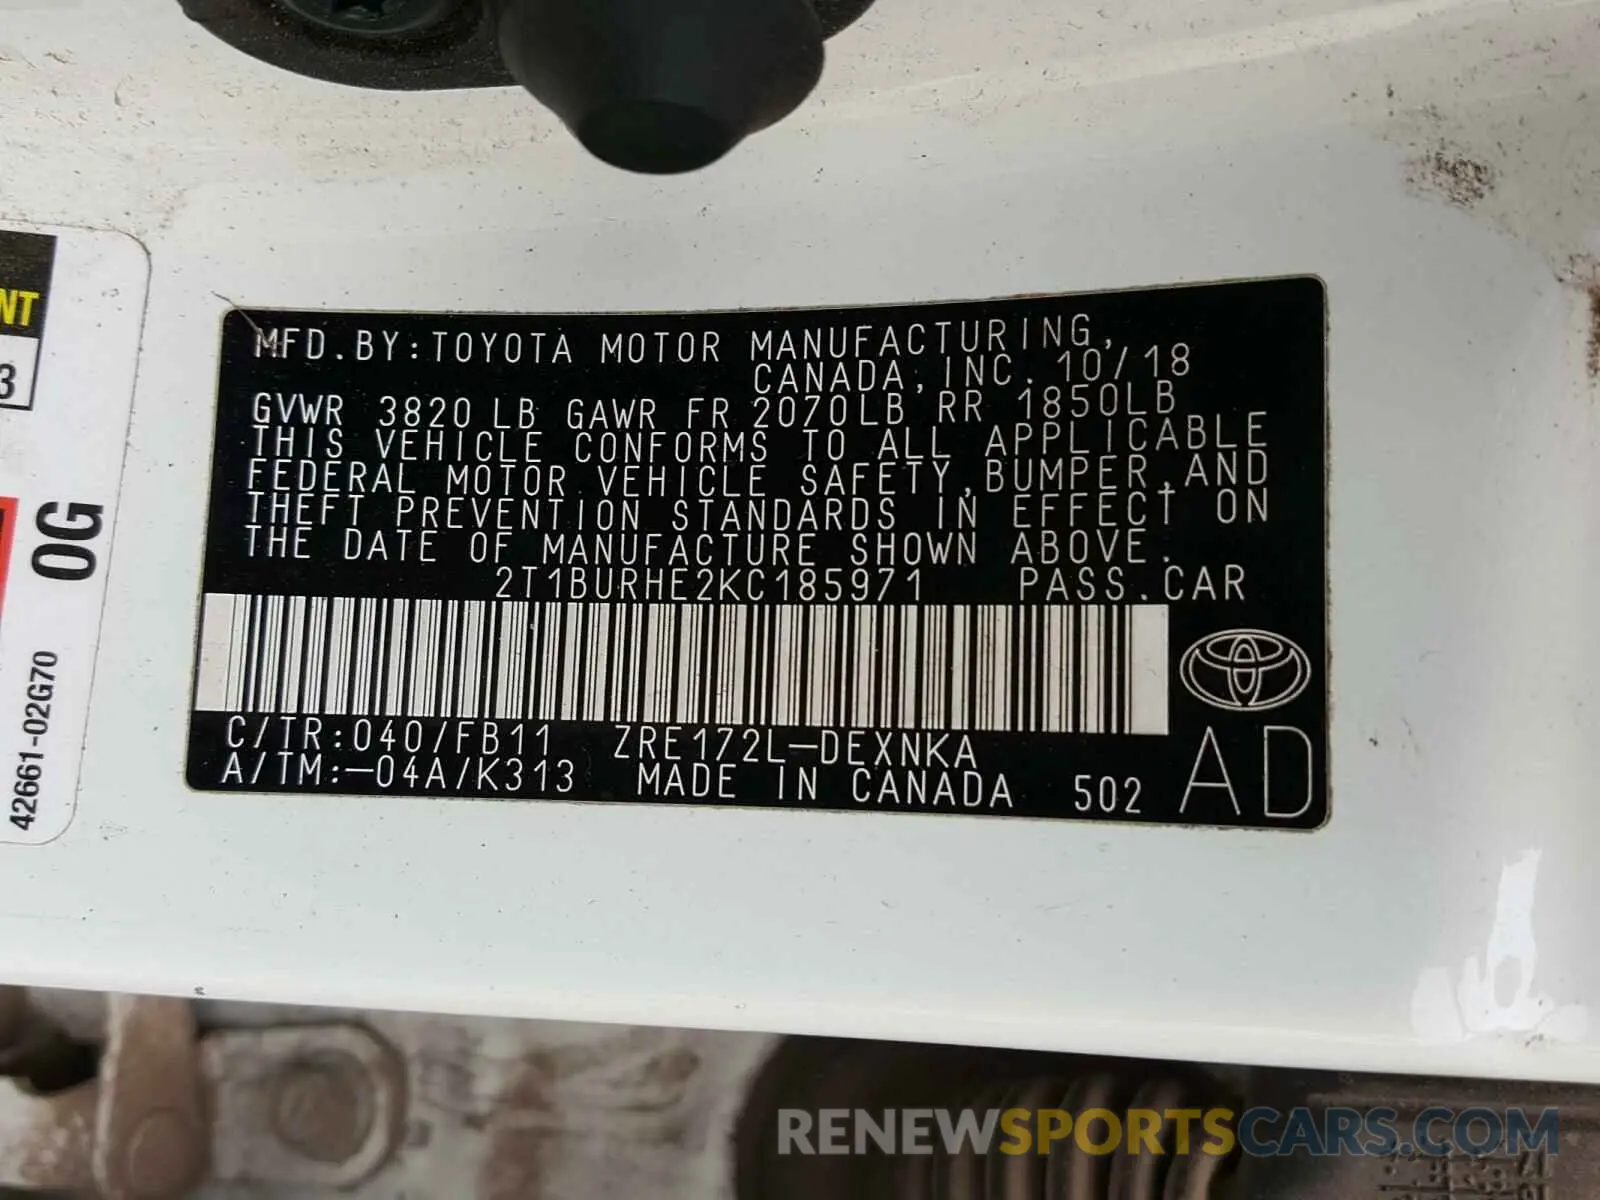 MFD.BY:TOYOTA MOTOR MANUFACTURING,
CANADA, INC. 10/18
GVWR 3820 LB GAWR FR 2070LB RR 1850LB
THIS VEHICLE CONFORMS TO ALL APPLICABLE
FEDERAL MOTOR VEHICLE SAFETY, BUMPER, AND
THEFT PREVENTION STANDARDS IN EFFECT ON
THE DATE OF MANUFACTURE SHOWN ABOVE.
2T1BURHE2KC185971 PASS.CAR
C/TR:040/FB11 ZRE172L-DEXNKA
A/TM:-04A/K313 MADE IN CANADA 502
AD
NT
3
0G
42661-02G70
RENEWSPORTSCARS.COM